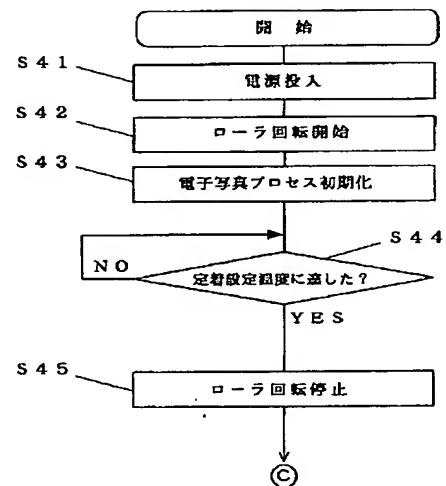 開始
S41
電源投入
S42
ローラ回転開始
S43
電子写真プロセス初期化
S44
定着設定温度に達した？
NO
YES
S45
ローラ回転停止
C